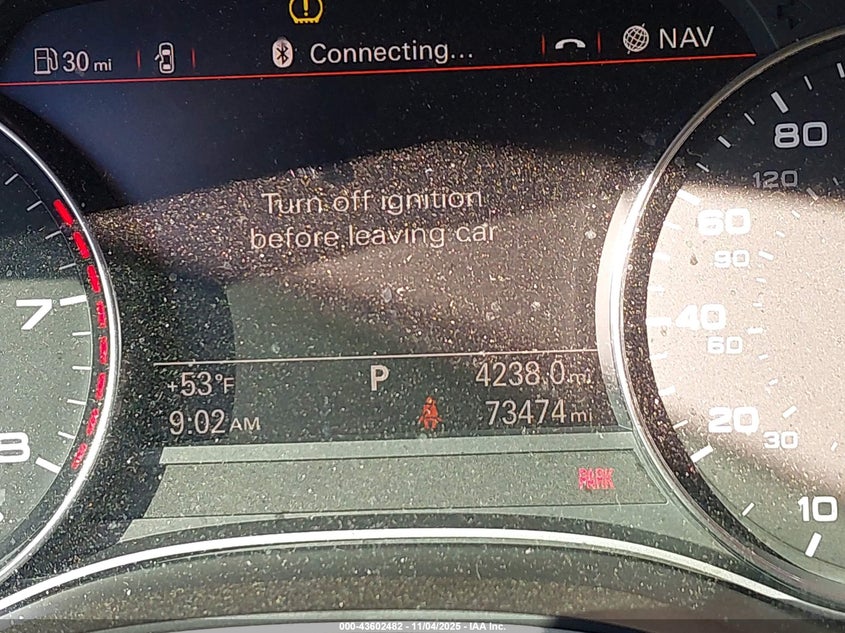 30 mi
Connecting...
NAV
Turn off ignition
before leaving car
+53°F
P
4238.0 mi
9:02 AM
73474 mi
7
8
80
120
60
90
40
60
20
30
10
PARK
000-43602482 - 11/04/2025 - IAA Inc.